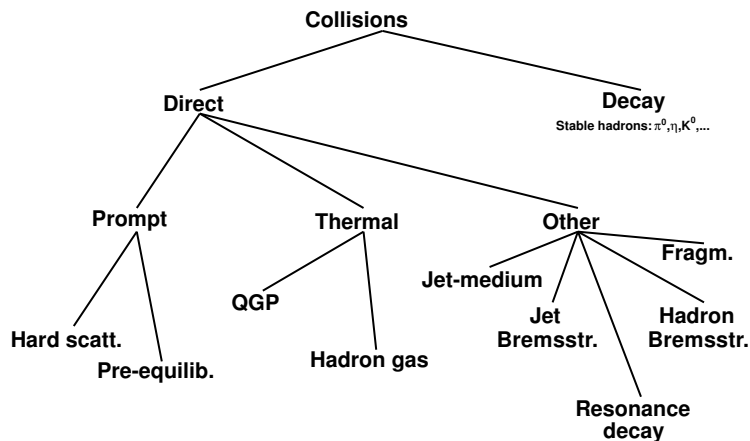 Collisions
Direct
Decay
Stable hadrons: π⁰,η,K⁰,...
Prompt
Thermal
Other
Fragm.
Jet-medium
QGP
Jet
Bremsstr.
Hadron
Bremsstr.
Hard scatt.
Hadron gas
Pre-equilib.
Resonance
decay